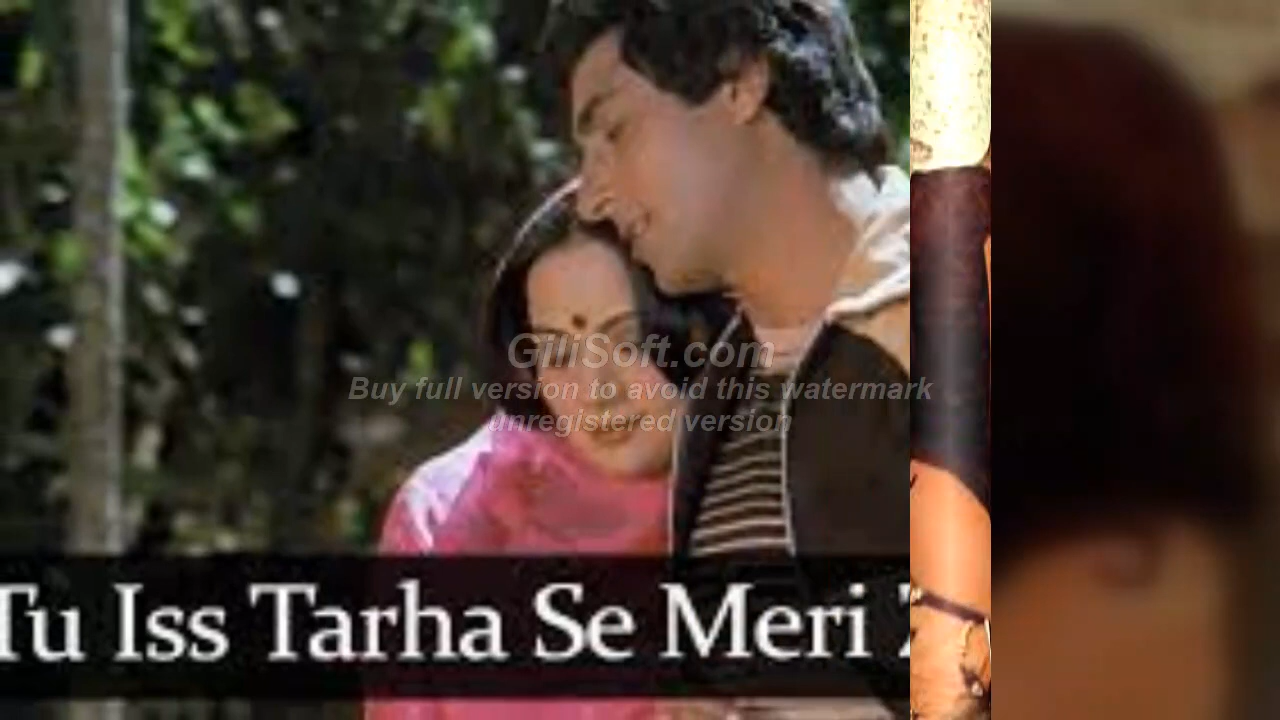 GiliSoft.com
Buy full version to avoid this watermark
unregistered version
Tu Iss Tarha Se Meri